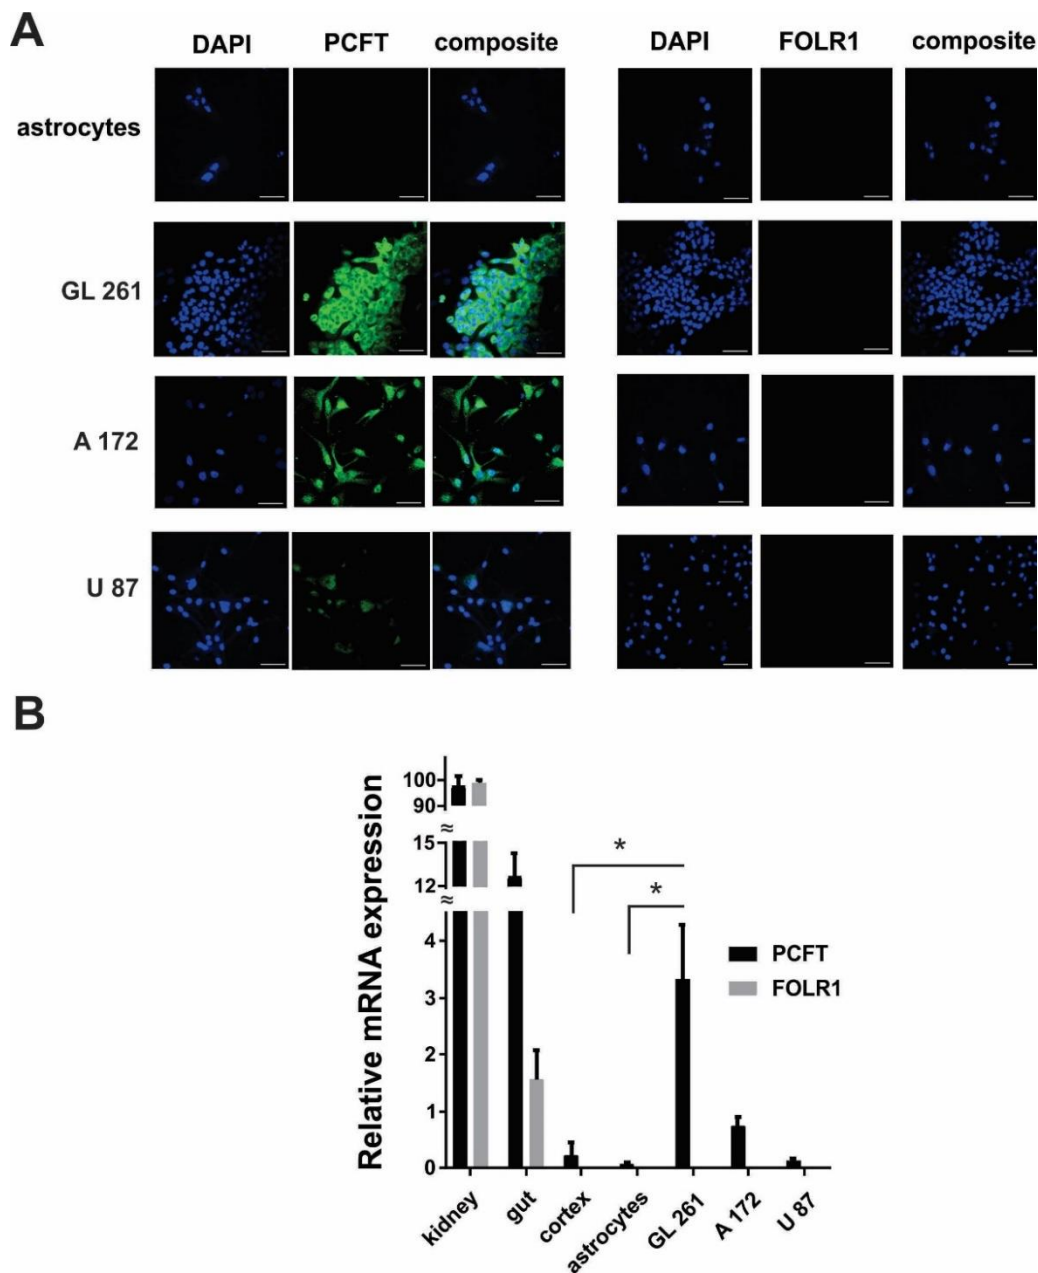 A
DAPI PCFT composite DAPI FOLR1 composite
astrocytes
GL 261
A 172
U 87
B
Relative mRNA expression
100
90
≈
15
12
≈
4
3
2
1
0
*
*
PCFT
FOLR1
kidney gut cortex astrocytes GL 261 A 172 U 87